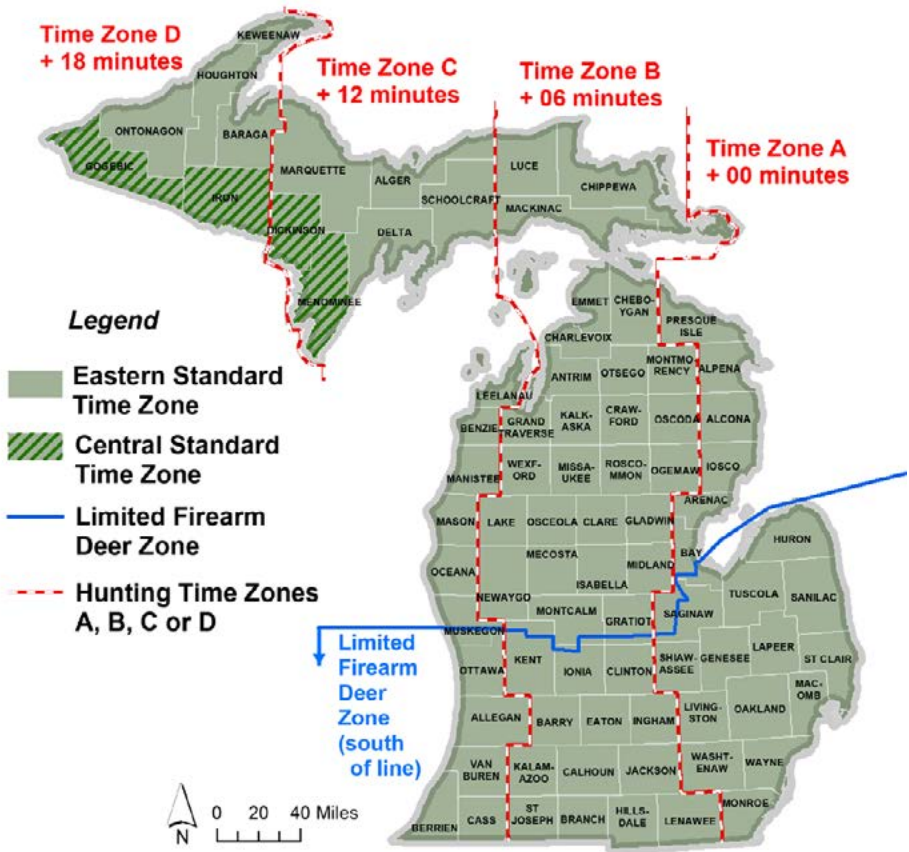 Time Zone D
+ 18 minutes
Time Zone C
+ 12 minutes
Time Zone B
+ 06 minutes
Time Zone A
+ 00 minutes
KEWEENAW
HOUGHTON
ONTONAGON
BARAGA
GOGEBIC
IRON
MARQUETTE
DICKINSON
MENOMINEE
ALGER
DELTA
SCHOOLCRAFT
LUCE
CHIPPEWA
MACKINAC
Legend
Eastern Standard
Time Zone
Central Standard
Time Zone
Limited Firearm
Deer Zone
Hunting Time Zones
A, B, C or D
EMMET
CHEBO-
YGAN
PRESQUE
ISLE
CHARLEVOIX
ANTRIM
OTSEGO
MONTMO
RENCY
ALPENA
LEELANAU
BENZIE
GRAND
TRAVERSE
KALK-
ASKA
CRAW-
FORD
OSCODA
ALCONA
MANISTEE
WEXF-
ORD
MISSA-
UKEE
ROSCO-
MMON
OGEMAW
IOSCO
ARENAC
MASON
LAKE
OSCEOLA
CLARE
GLADWIN
BAY
HURON
OCEANA
NEWAYGO
MECOSTA
ISABELLA
MIDLAND
TUSCOLA
SANILAC
MUSKEGON
MONTCALM
GRATIOT
SAGINAW
Limited
Firearm
Deer
Zone
(south
of line)
OTTAWA
KENT
IONIA
CLINTON
SHIAW-
ASSEE
GENESEE
LAPEER
ST CLAIR
MAC-
OMB
ALLEGAN
BARRY
EATON
INGHAM
LIVING-
STON
OAKLAND
VAN
BUREN
KALAM-
AZOO
CALHOUN
JACKSON
WASHT-
ENAW
WAYNE
BERRIEN
CASS
ST
JOSEPH
BRANCH
HILLS-
DALE
LENAWEE
MONROE
N
0 20 40 Miles